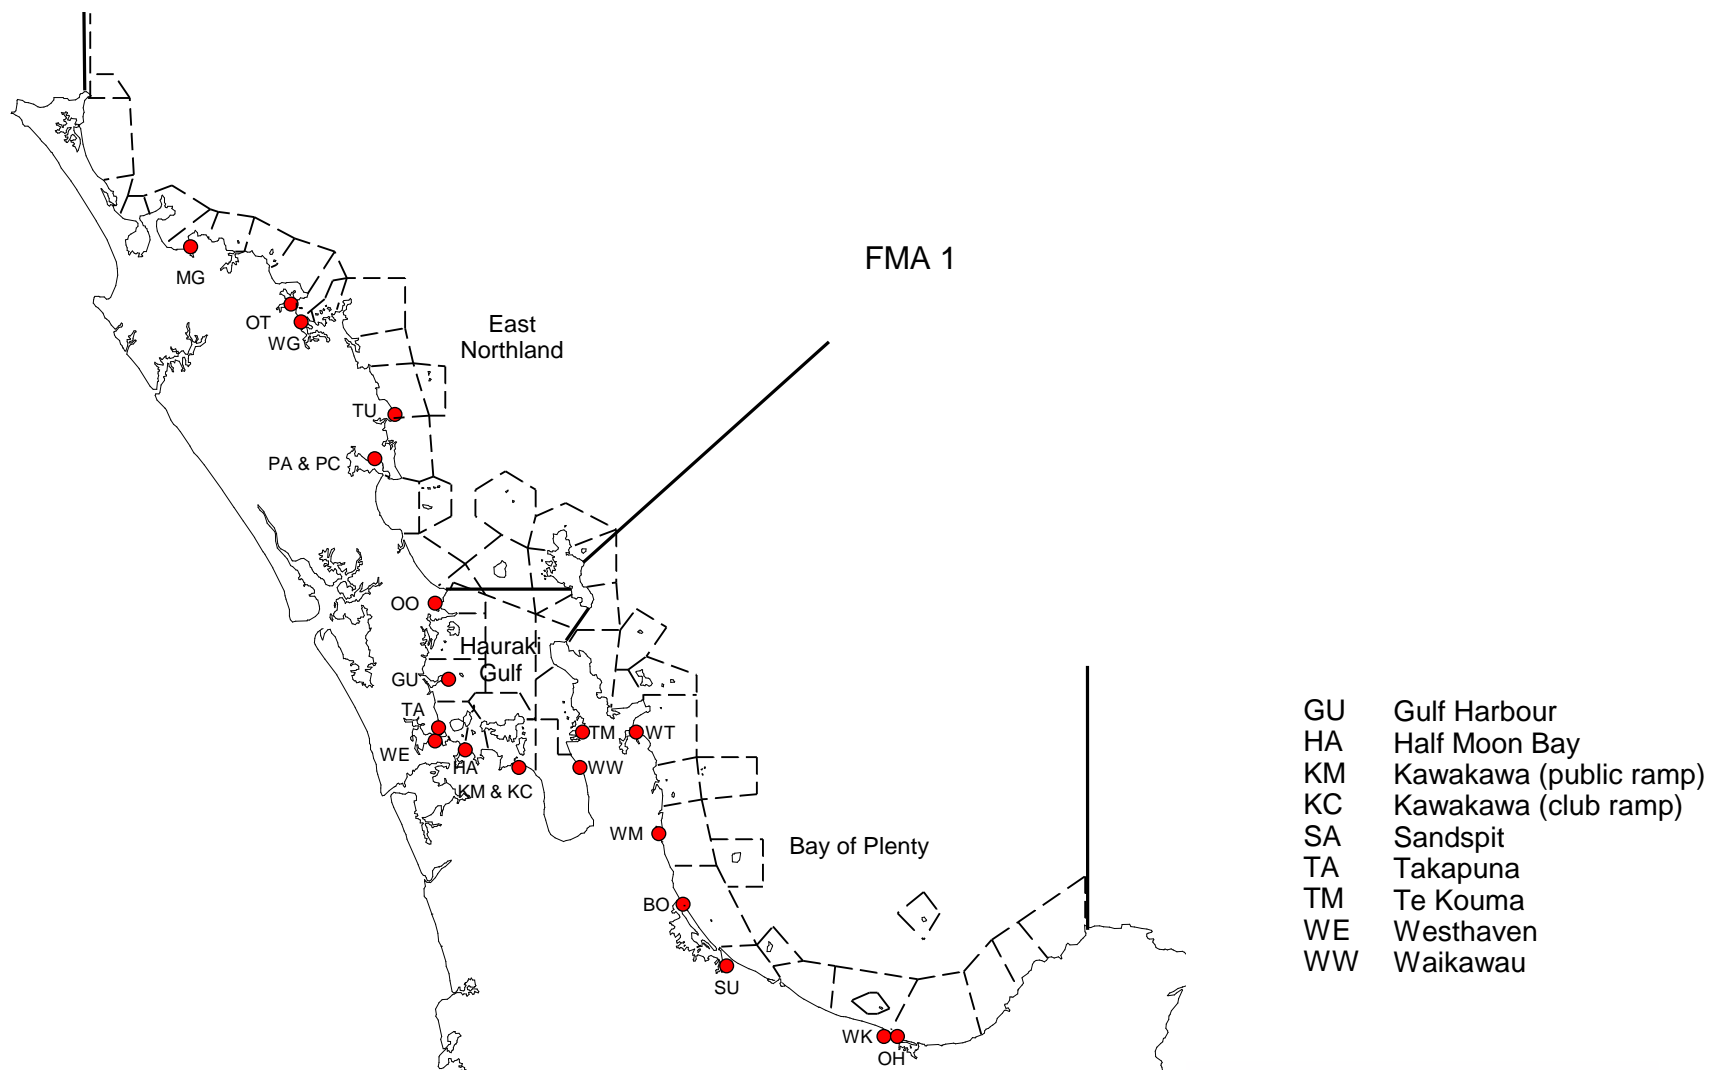 FMA 1
MG
OT
WG
East
Northland
TU
PA & PC
OO
Hauraki
Gulf
GU
TA
WE
HA
KM & KC
TM
WT
WW
WM
Bay of Plenty
BO
SU
WK
OH
GU Gulf Harbour
HA Half Moon Bay
KM Kawakawa (public ramp)
KC Kawakawa (club ramp)
SA Sandspit
TA Takapuna
TM Te Kouma
WE Westhaven
WW Waikawau